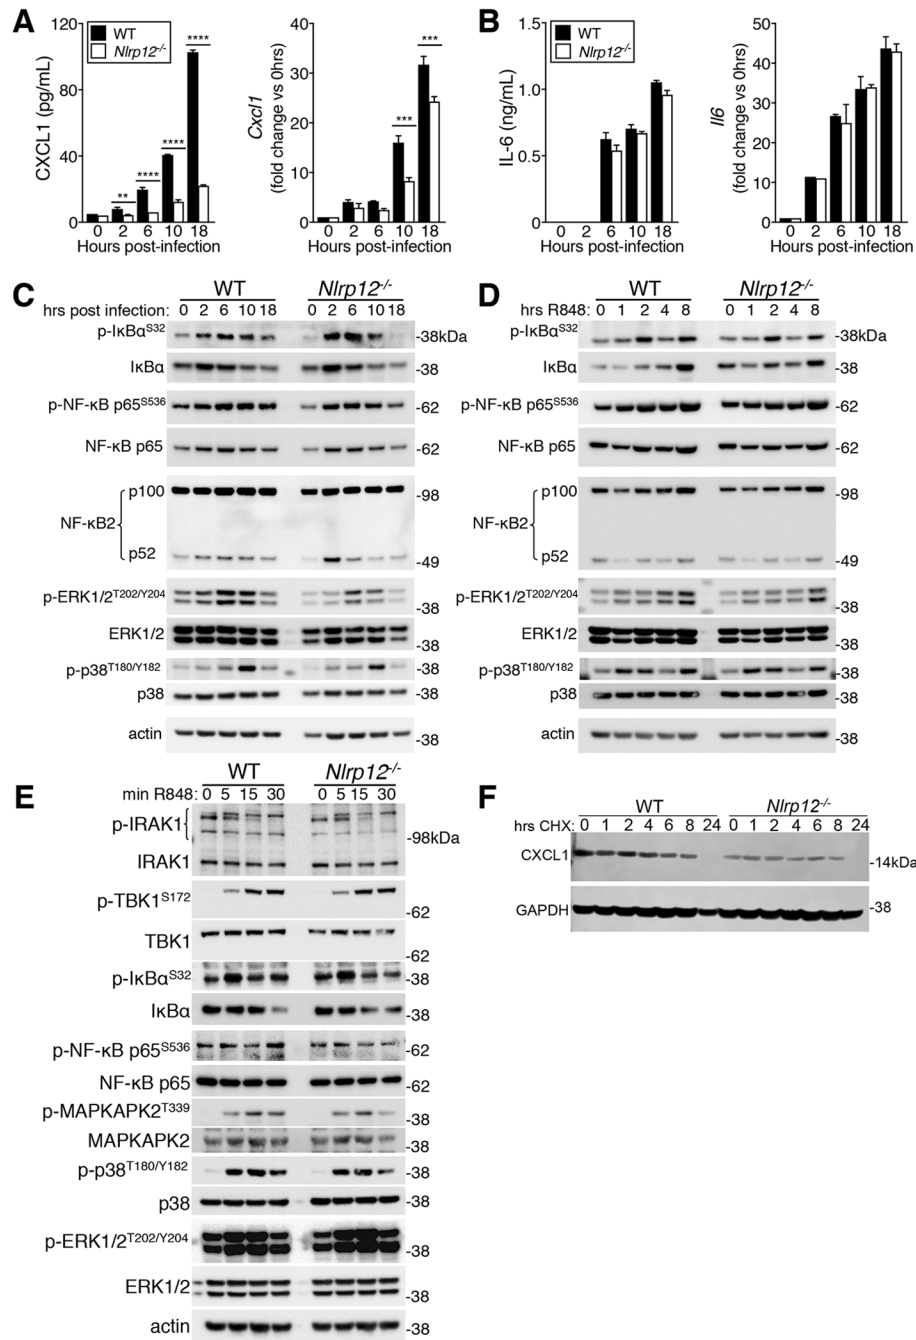 A
CXCL1 (pg/mL)
120
80
40
0
WT
Nlrp12-/-
** **** **** ****
0 2 6 10 18
Hours post-infection
Cxcl1
(fold change vs 0hrs)
40
30
20
10
0
*** ***
0 2 6 10 18
Hours post-infection
B
IL-6 (ng/mL)
1.5
1.0
0.5
0
WT
Nlrp12-/-
0 2 6 10 18
Hours post-infection
Il6
(fold change vs 0hrs)
50
40
30
20
10
0
0 2 6 10 18
Hours post-infection
C
WT Nlrp12-/-
hrs post infection: 0 2 6 10 18 0 2 6 10 18
p-IκBαS32 -38kDa
IκBα -38
p-NF-κB p65S536 -62
NF-κB p65 -62
p100 -98
NF-κB2
p52 -49
p-ERK1/2T202/Y204 -38
ERK1/2 -38
p-p38T180/Y182 -38
p38 -38
actin -38
D
WT Nlrp12-/-
hrs R848: 0 1 2 4 8 0 1 2 4 8
p-IκBαS32 -38kDa
IκBα -38
p-NF-κB p65S536 -62
NF-κB p65 -62
p100 -98
NF-κB2
p52 -49
p-ERK1/2T202/Y204 -38
ERK1/2 -38
p-p38T180/Y182 -38
p38 -38
actin -38
E
WT Nlrp12-/-
min R848: 0 5 15 30 0 5 15 30
p-IRAK1 -98kDa
IRAK1
p-TBK1S172 -62
TBK1 -62
p-IκBαS32 -38
IκBα -38
p-NF-κB p65S536 -62
NF-κB p65 -62
p-MAPKAPK2T339 -38
MAPKAPK2 -38
p-p38T180/Y182 -38
p38 -38
p-ERK1/2T202/Y204 -38
ERK1/2 -38
actin -38
F
WT Nlrp12-/-
hrs CHX: 0 1 2 4 6 8 24 0 1 2 4 6 8 24
CXCL1 -14kDa
GAPDH -38